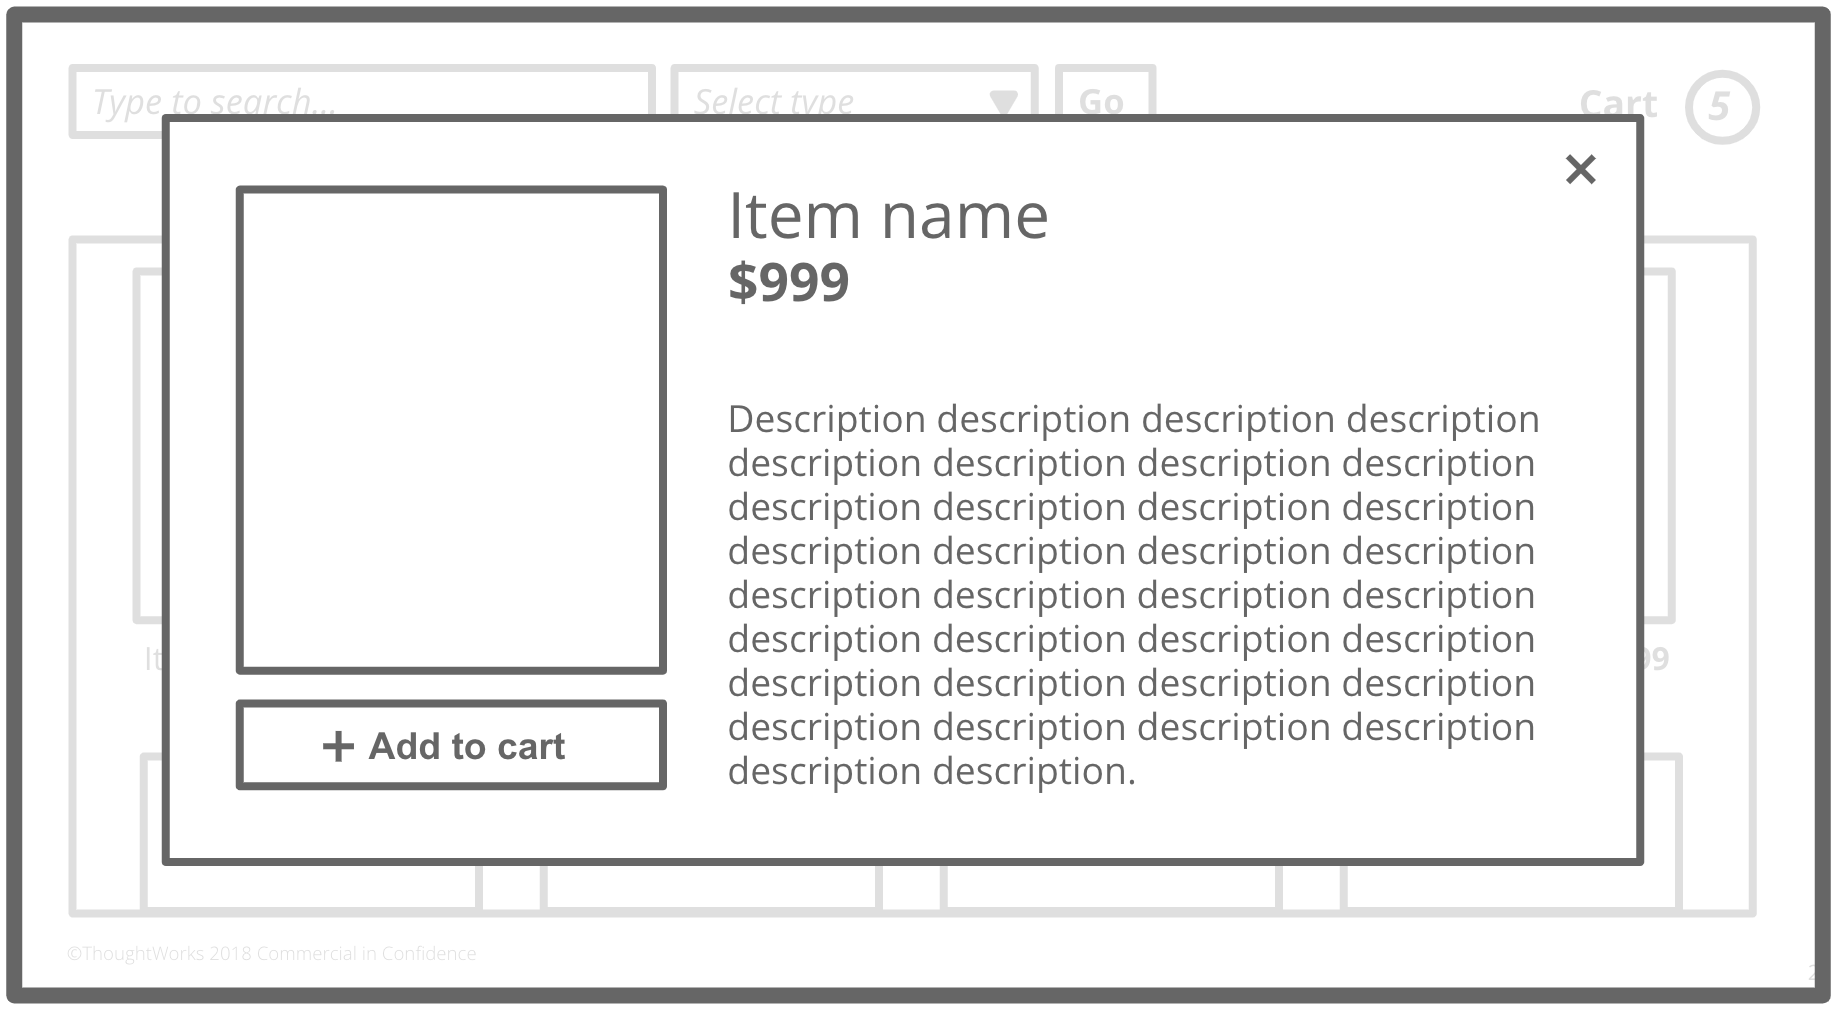 Type to search...
Select type
Go
Cart
5
Item name
$999
Description description description description
description description description description
description description description description
description description description description
description description description description
description description description description
description description description description
description description description description
description description.
+ Add to cart
It
99
©ThoughtWorks 2018 Commercial in Confidence
2